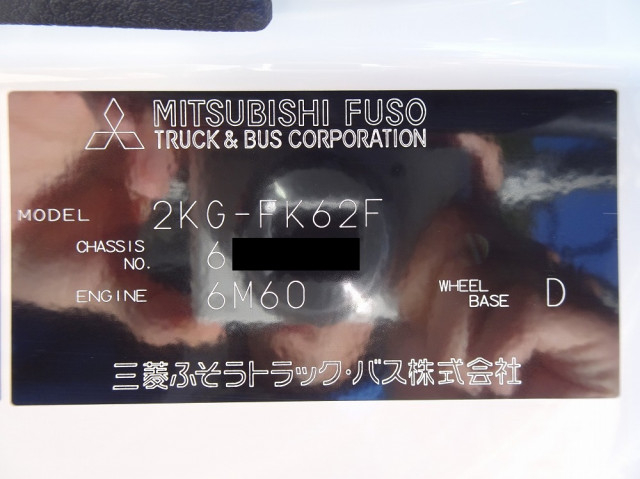 MITSUBISHI FUSO
TRUCK & BUS CORPORATION
MODEL 2KG-FK62F
CHASSIS NO. 6
ENGINE 6M60 WHEEL BASE D
三菱ふそうトラック・バス株式会社